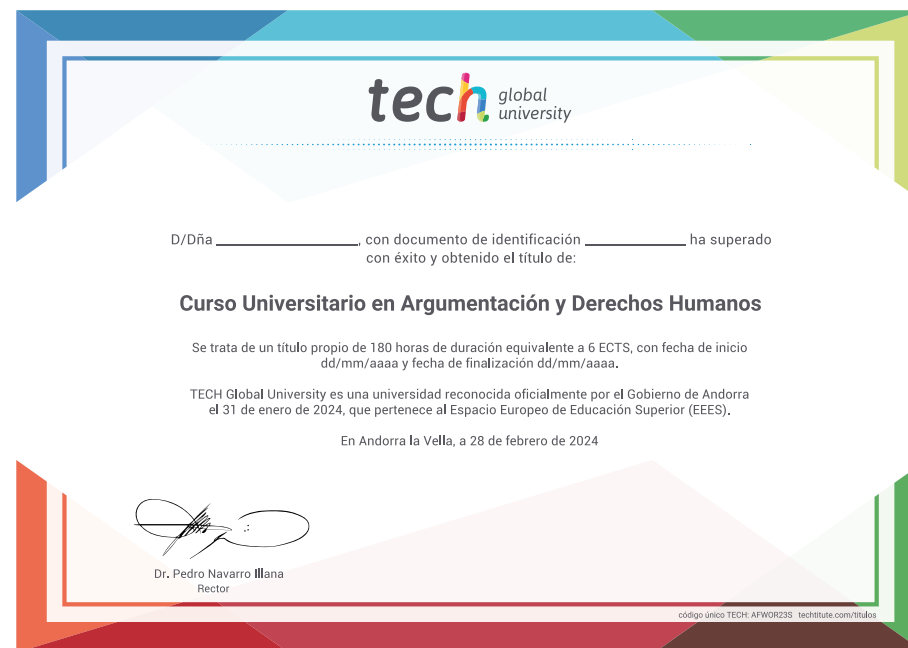 tech global university
D/Dña ____________, con documento de identificación ____________ ha superado
con éxito y obtenido el título de:
Curso Universitario en Argumentación y Derechos Humanos
Se trata de un título propio de 180 horas de duración equivalente a 6 ECTS, con fecha de inicio
dd/mm/aaaa y fecha de finalización dd/mm/aaaa.
TECH Global University es una universidad reconocida oficialmente por el Gobierno de Andorra
el 31 de enero de 2024, que pertenece al Espacio Europeo de Educación Superior (EEES).
En Andorra la Vella, a 28 de febrero de 2024
Dr. Pedro Navarro Illana
Rector
código único TECH: AFWOR23S techtitute.com/titulos